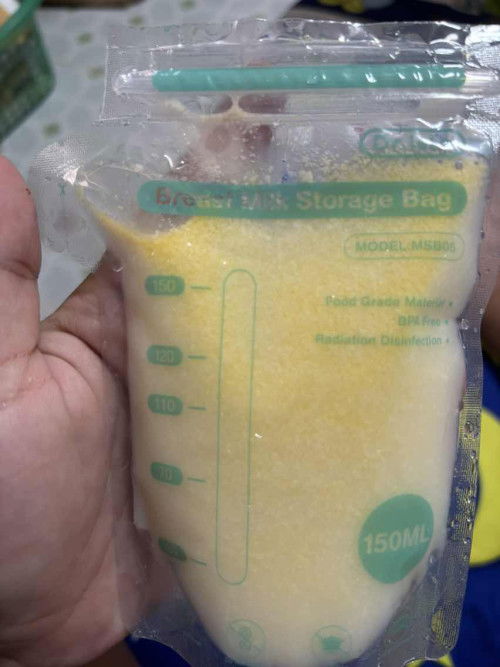 Breast Milk Storage Bag
MODEL:MSB05
150
Food Grade Material •
BPA Free •
Radiation Disinfection •
120
110
70
150ML